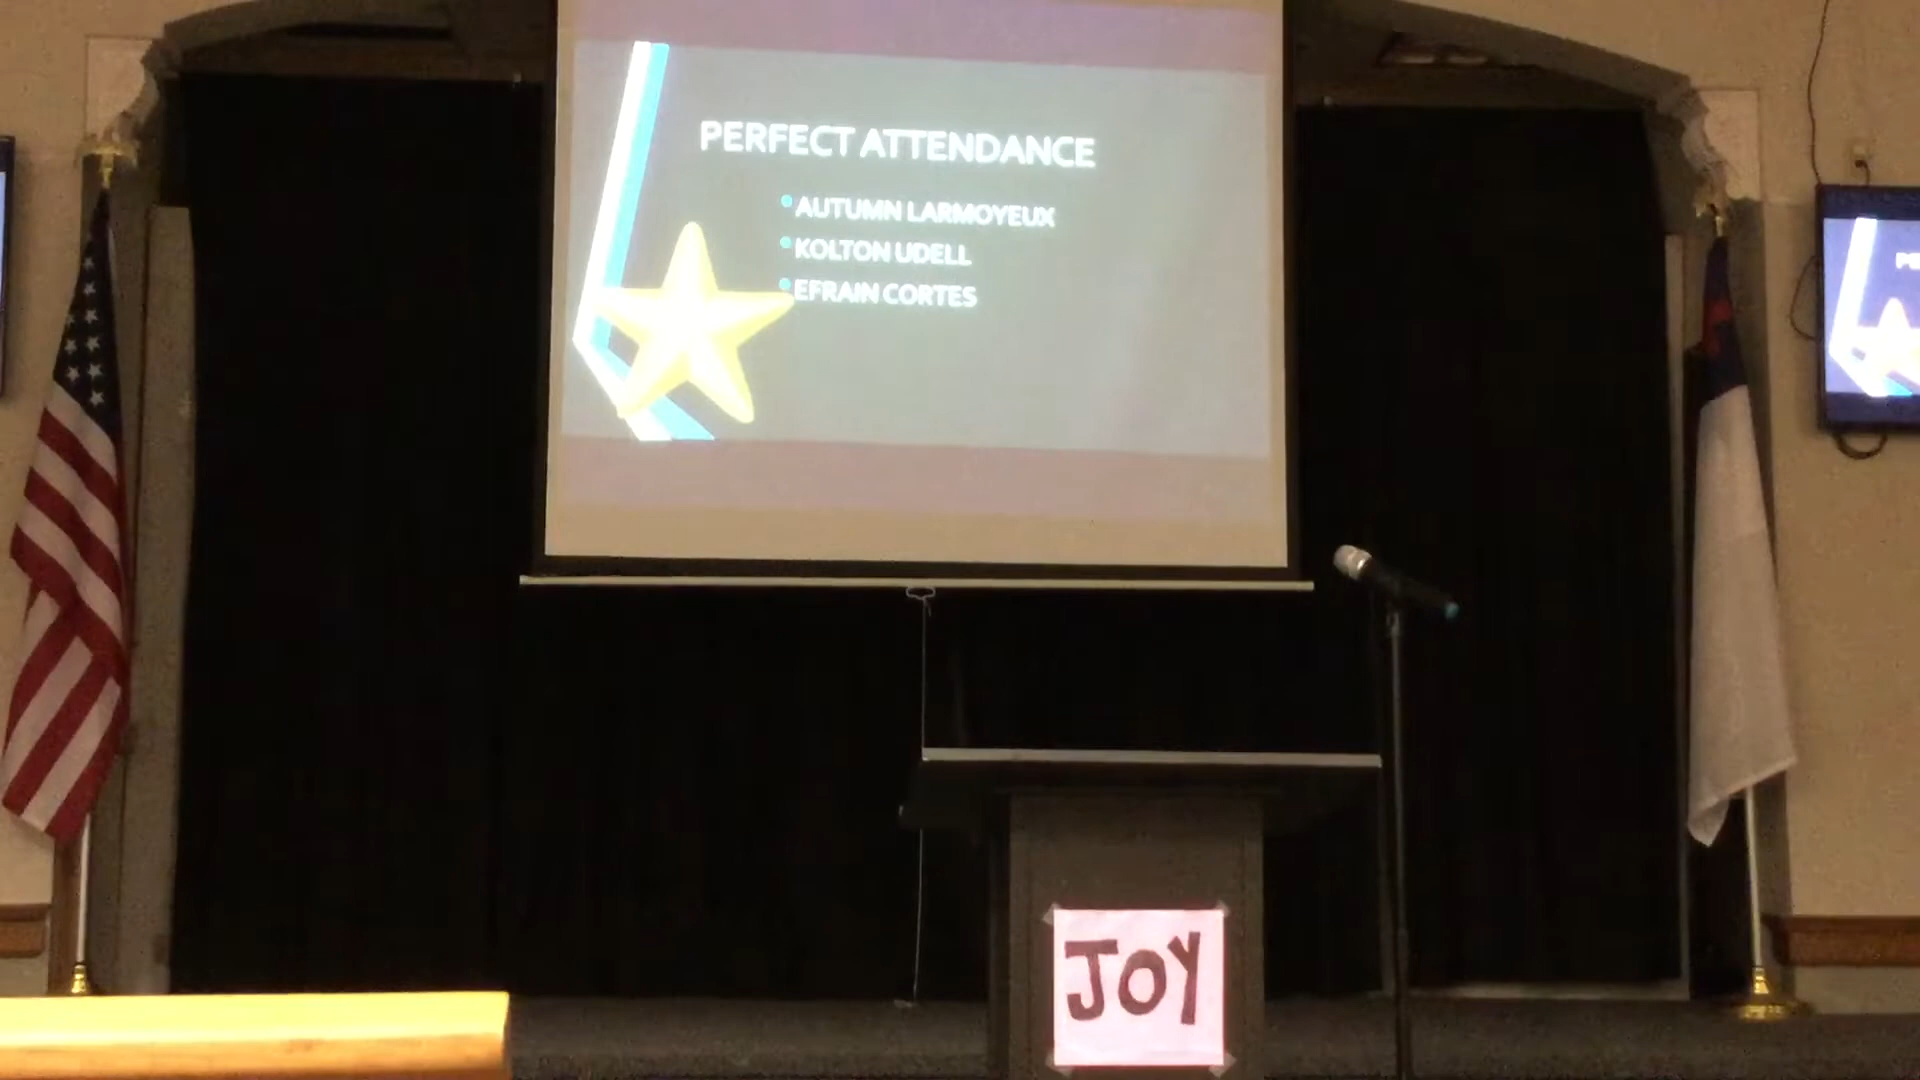 PERFECT ATTENDANCE
AUTUMN LARMOYEUX
KOLTON UDELL
EFRAIN CORTES
JOY